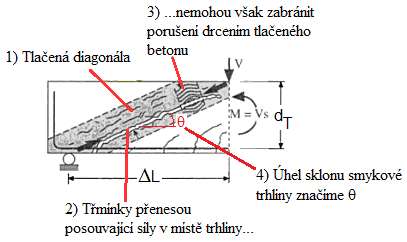 3) ...nemohou však zabránit
porušení drcením tlačeného
betonu
1) Tlačená diagonála
V
θ
M = Vs
d_T
ΔL
4) Úhel sklonu smykové
trhliny značíme θ
2) Třmínky přenesou
posouvající síly v místě trhliny...